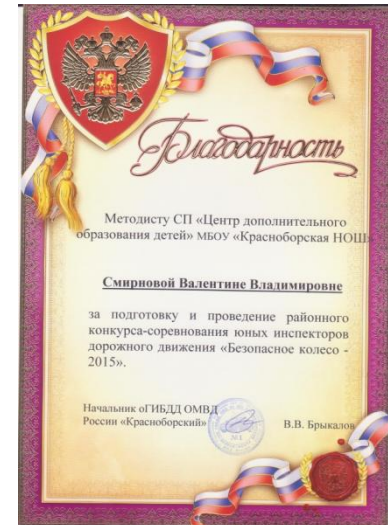 Благодарность
Методисту СП «Центр дополнительного
образования детей» МБОУ «Красноборская НОШ»
Смирновой Валентине Владимировне
за подготовку и проведение районного
конкурса-соревнования юных инспекторов
дорожного движения «Безопасное колесо -
2015».
Начальник оГИБДД ОМВД
России «Красноборский»
В.В. Брыкалов